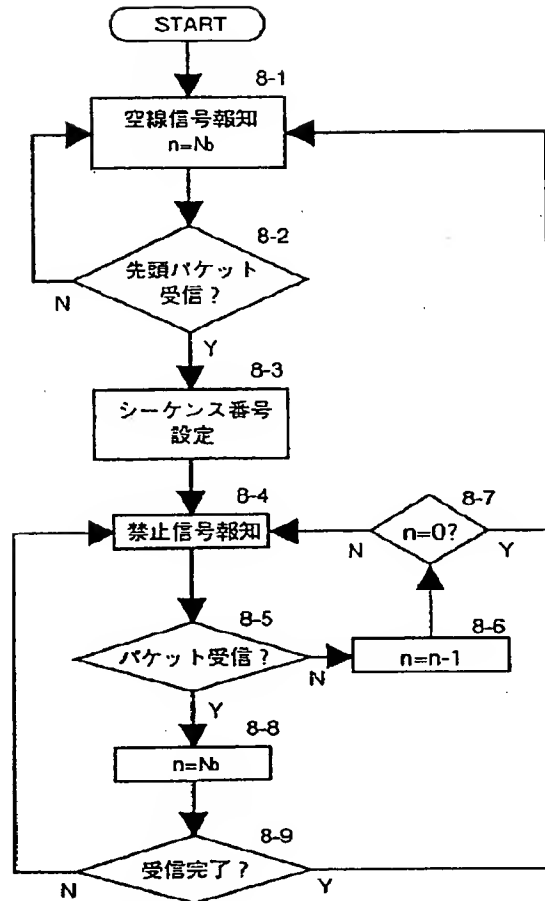 START
8-1
空線信号報知
n=Nb
8-2
先頭パケット
受信？
N
Y
8-3
シーケンス番号
設定
8-4
禁止信号報知
8-7
n=0?
N
Y
8-5
パケット受信？
N
Y
8-6
n=n-1
8-8
n=Nb
8-9
受信完了？
N
Y